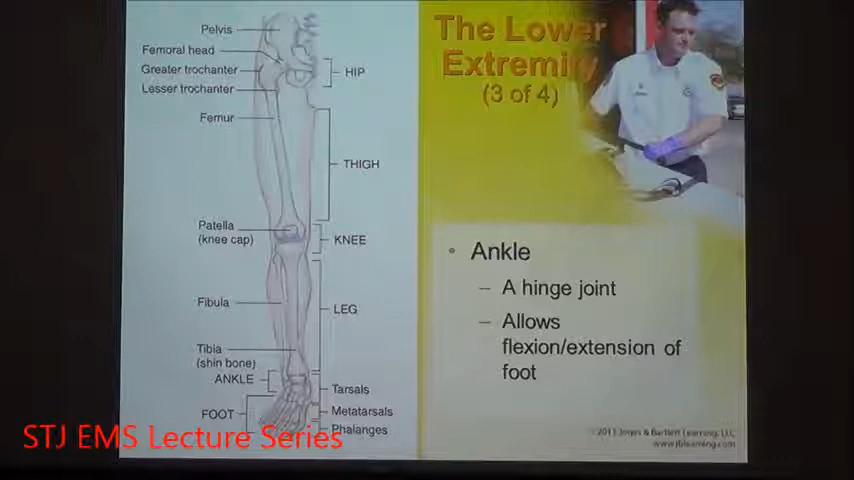 Pelvis
Femoral head
Greater trochanter
Lesser trochanter
Femur
Patella
(knee cap)
Fibula
Tibia
(shin bone)
ANKLE
FOOT
HIP
THIGH
KNEE
LEG
Tarsals
Metatarsals
Phalanges
The Lower
Extremity
(3 of 4)
• Ankle
– A hinge joint
– Allows
flexion/extension of
foot
© 2011 Jones & Bartlett Learning, LLC
www.jblearning.com
STJ EMS Lecture Series